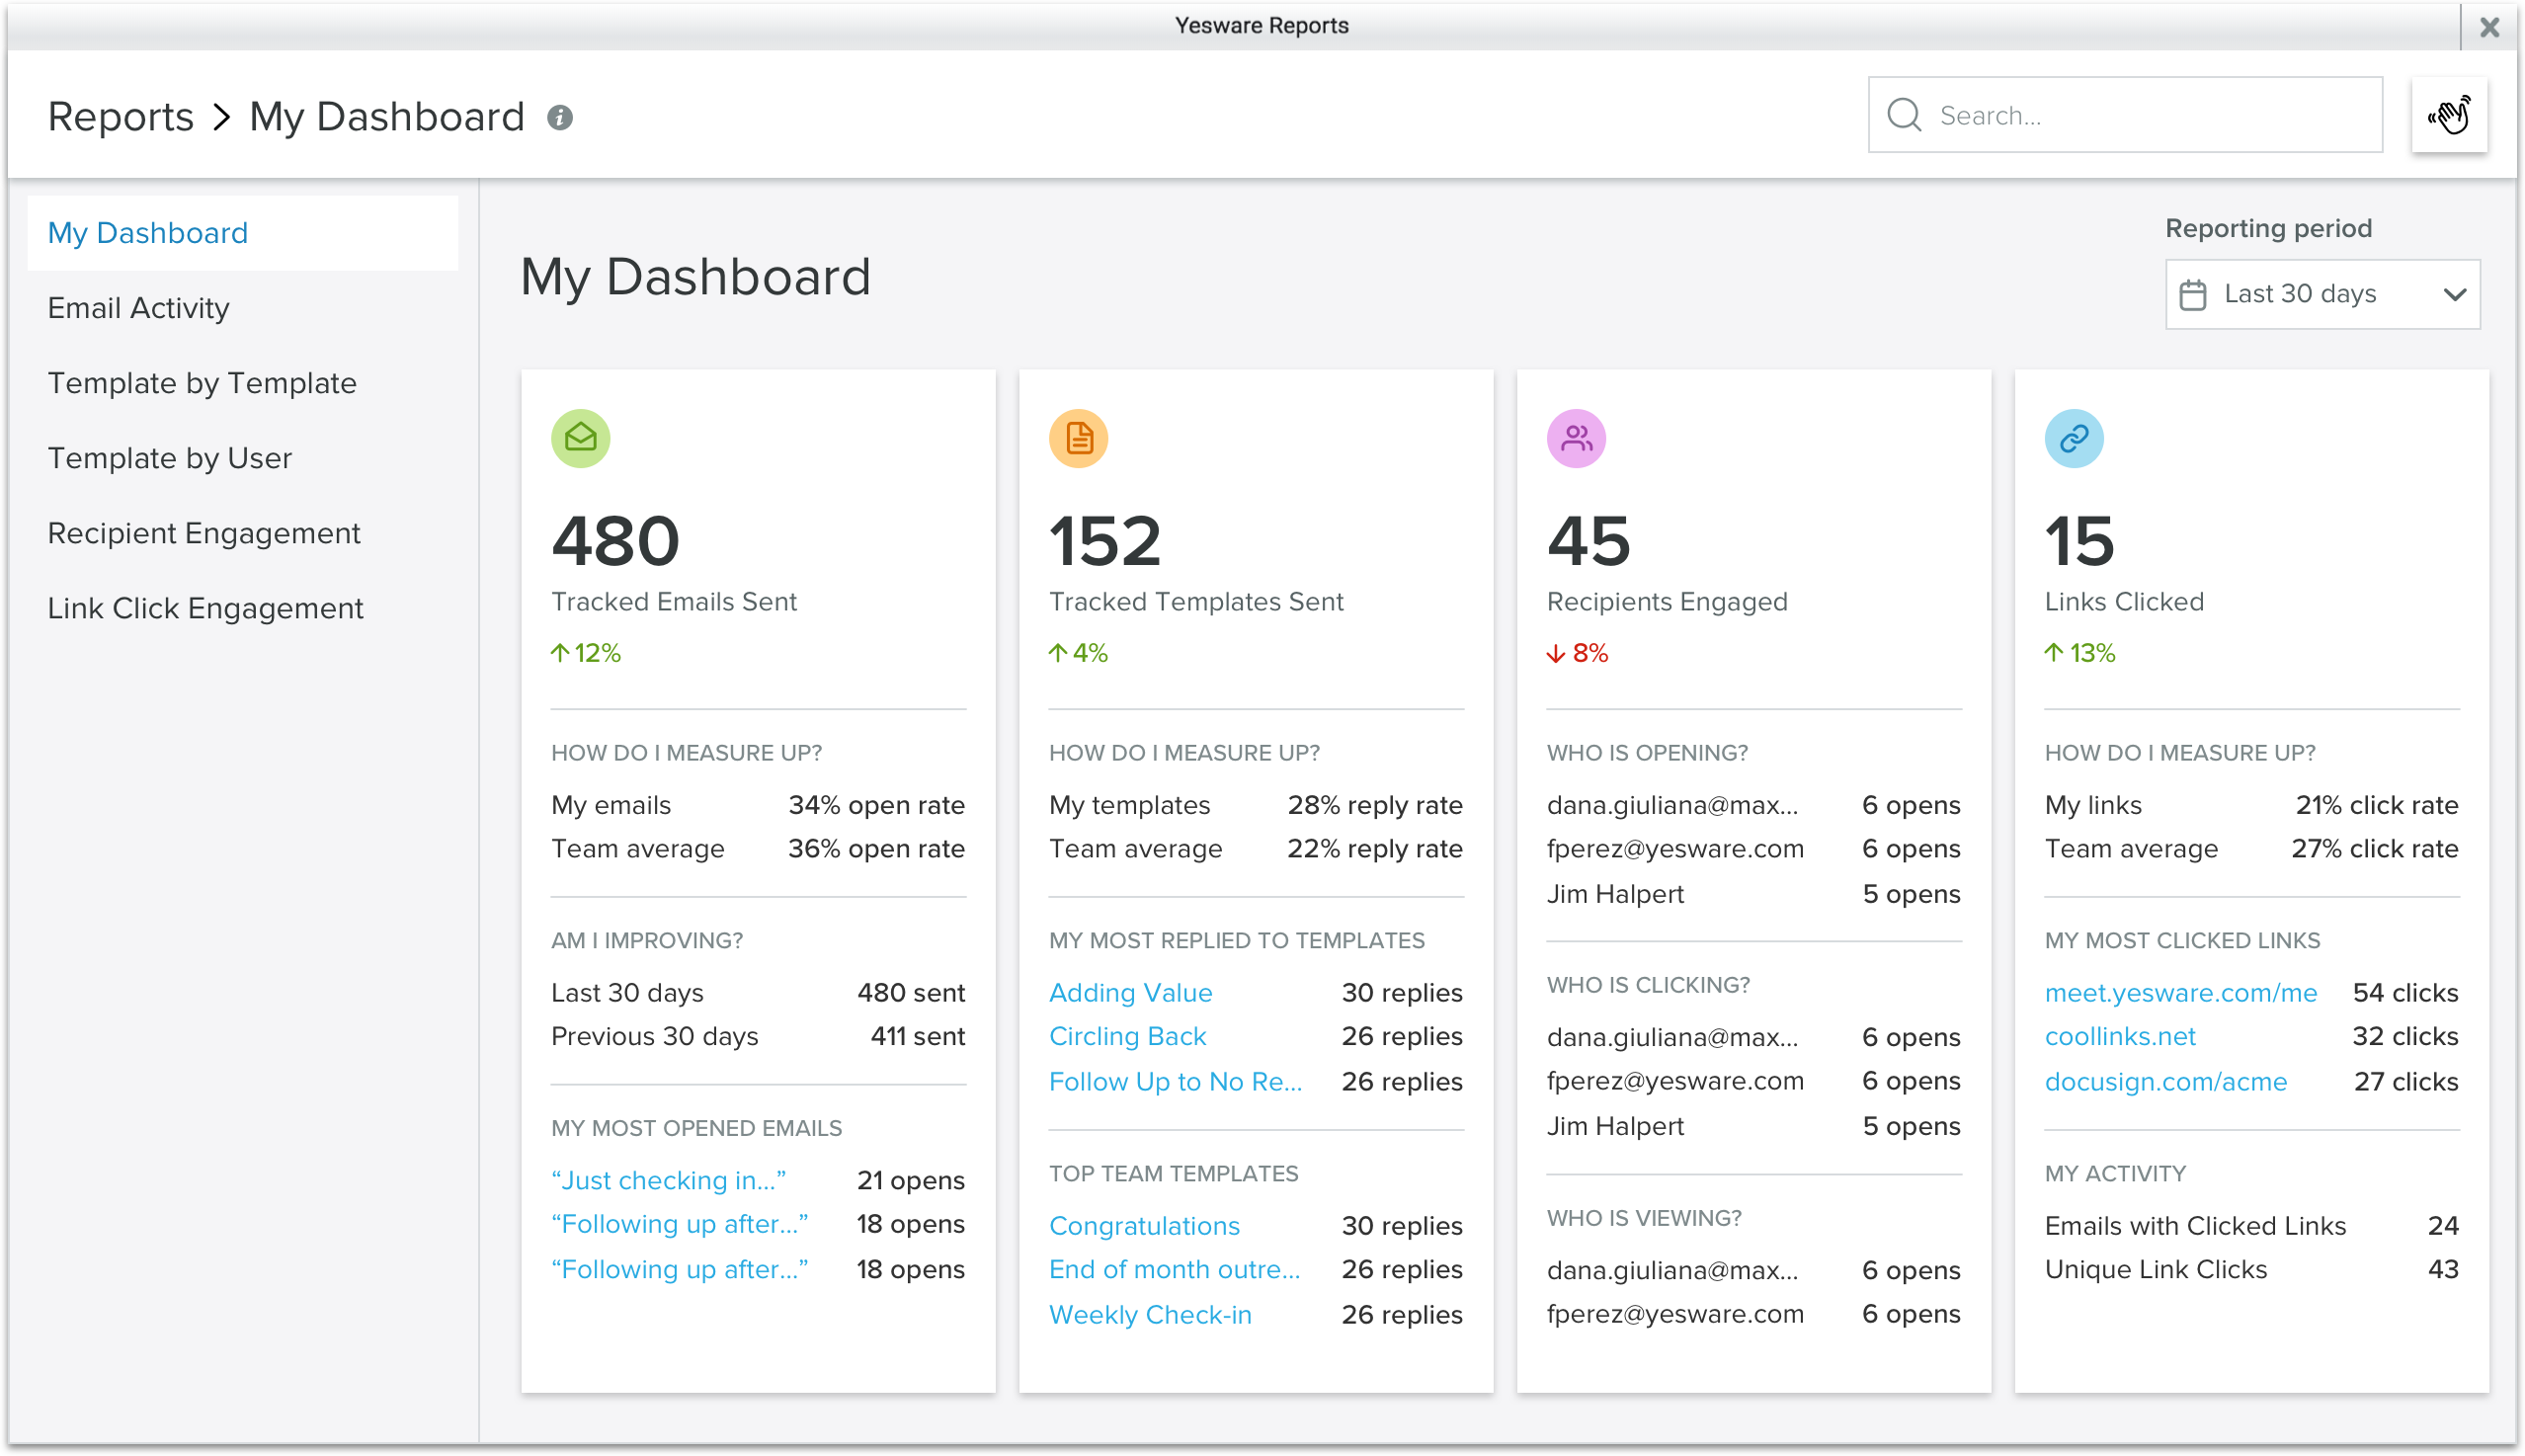 Yesware Reports
Reports > My Dashboard
Search...
My Dashboard
Email Activity
Template by Template
Template by User
Recipient Engagement
Link Click Engagement
My Dashboard
Reporting period
Last 30 days
480
Tracked Emails Sent
↑ 12%
HOW DO I MEASURE UP?
My emails 34% open rate
Team average 36% open rate
AM I IMPROVING?
Last 30 days 480 sent
Previous 30 days 411 sent
MY MOST OPENED EMAILS
“Just checking in...” 21 opens
“Following up after...” 18 opens
“Following up after...” 18 opens
152
Tracked Templates Sent
↑ 4%
HOW DO I MEASURE UP?
My templates 28% reply rate
Team average 22% reply rate
MY MOST REPLIED TO TEMPLATES
Adding Value 30 replies
Circling Back 26 replies
Follow Up to No Re... 26 replies
TOP TEAM TEMPLATES
Congratulations 30 replies
End of month outre... 26 replies
Weekly Check-in 26 replies
45
Recipients Engaged
↓ 8%
WHO IS OPENING?
dana.giuliana@max... 6 opens
fperez@yesware.com 6 opens
Jim Halpert 5 opens
WHO IS CLICKING?
dana.giuliana@max... 6 opens
fperez@yesware.com 6 opens
Jim Halpert 5 opens
WHO IS VIEWING?
dana.giuliana@max... 6 opens
fperez@yesware.com 6 opens
15
Links Clicked
↑ 13%
HOW DO I MEASURE UP?
My links 21% click rate
Team average 27% click rate
MY MOST CLICKED LINKS
meet.yesware.com/me 54 clicks
coollinks.net 32 clicks
docusign.com/acme 27 clicks
MY ACTIVITY
Emails with Clicked Links 24
Unique Link Clicks 43